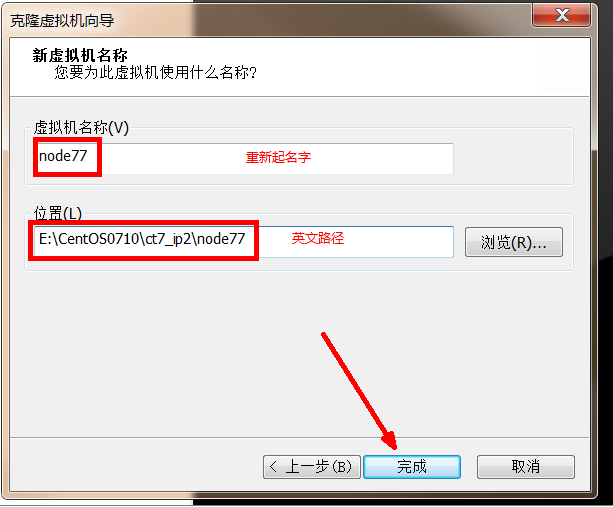 克隆虚拟机向导
新虚拟机名称
您要为此虚拟机使用什么名称?
虚拟机名称(V)
node77 重新起名字
位置(L)
E:\CentOS0710\ct7_ip2\node77 英文路径 浏览(R)...
< 上一步(B) 完成 取消